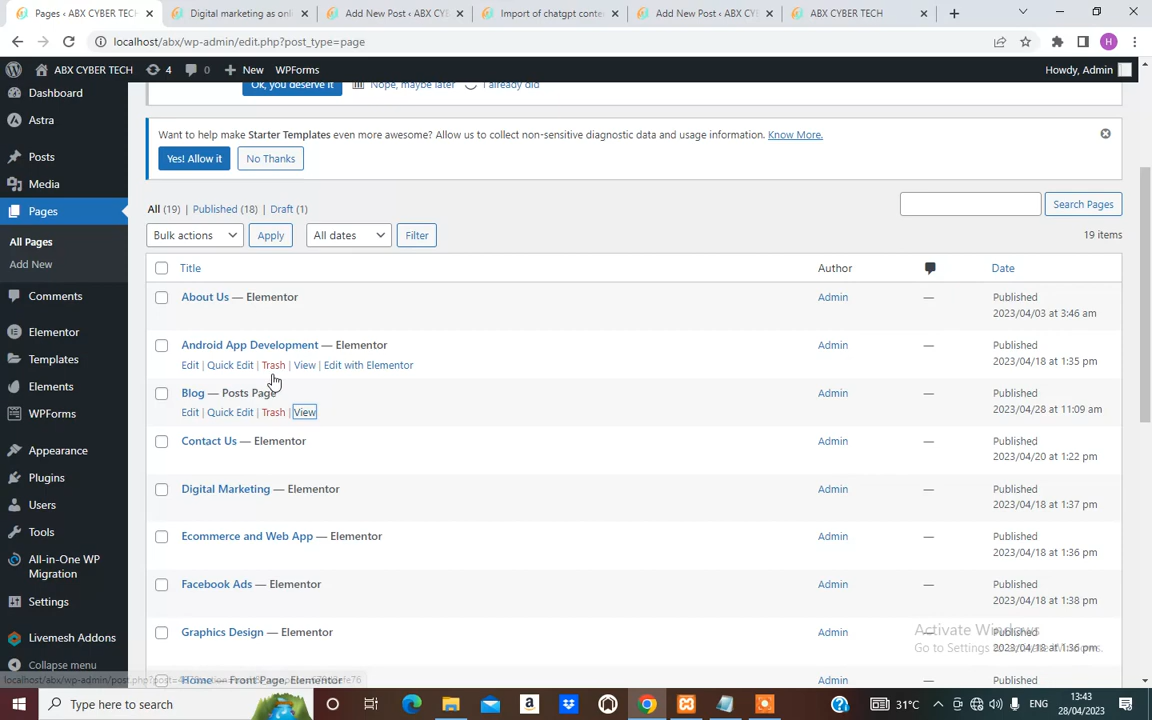 Pages ‹ ABX CYBER TECH
Digital marketing as onl
Add New Post ‹ ABX CY
Import of chatgpt conte
Add New Post ‹ ABX CY
ABX CYBER TECH
localhost/abx/wp-admin/edit.php?post_type=page
H
ABX CYBER TECH
4
0
New
WPForms
Howdy, Admin
Dashboard
Astra
Posts
Media
Pages
All Pages
Add New
Comments
Elementor
Templates
Elements
WPForms
Appearance
Plugins
Users
Tools
All-in-One WP
Migration
Settings
Livemesh Addons
Collapse menu
Ok, you deserve it
Nope, maybe later
I already did
Want to help make Starter Templates even more awesome? Allow us to collect non-sensitive diagnostic data and usage information. Know More.
Yes! Allow it
No Thanks
All (19) | Published (18) | Draft (1)
Search Pages
Bulk actions
Apply
All dates
Filter
19 items
Title
Author
Date
About Us — Elementor
Admin
—
Published
2023/04/03 at 3:46 am
Android App Development — Elementor
Admin
—
Published
2023/04/18 at 1:35 pm
Edit | Quick Edit | Trash | View | Edit with Elementor
Blog — Posts Page
Admin
—
Published
2023/04/28 at 11:09 am
Edit | Quick Edit | Trash | View
Contact Us — Elementor
Admin
—
Published
2023/04/20 at 1:22 pm
Digital Marketing — Elementor
Admin
—
Published
2023/04/18 at 1:37 pm
Ecommerce and Web App — Elementor
Admin
—
Published
2023/04/18 at 1:36 pm
Facebook Ads — Elementor
Admin
—
Published
2023/04/18 at 1:38 pm
Graphics Design — Elementor
Admin
—
Published
2023/04/18 at 1:36 pm
Activate Windows
Go to Settings to activate Windows.
Home — Front Page, Elementor
Admin
—
Published
Type here to search
31°C
ENG
13:43
28/04/2023